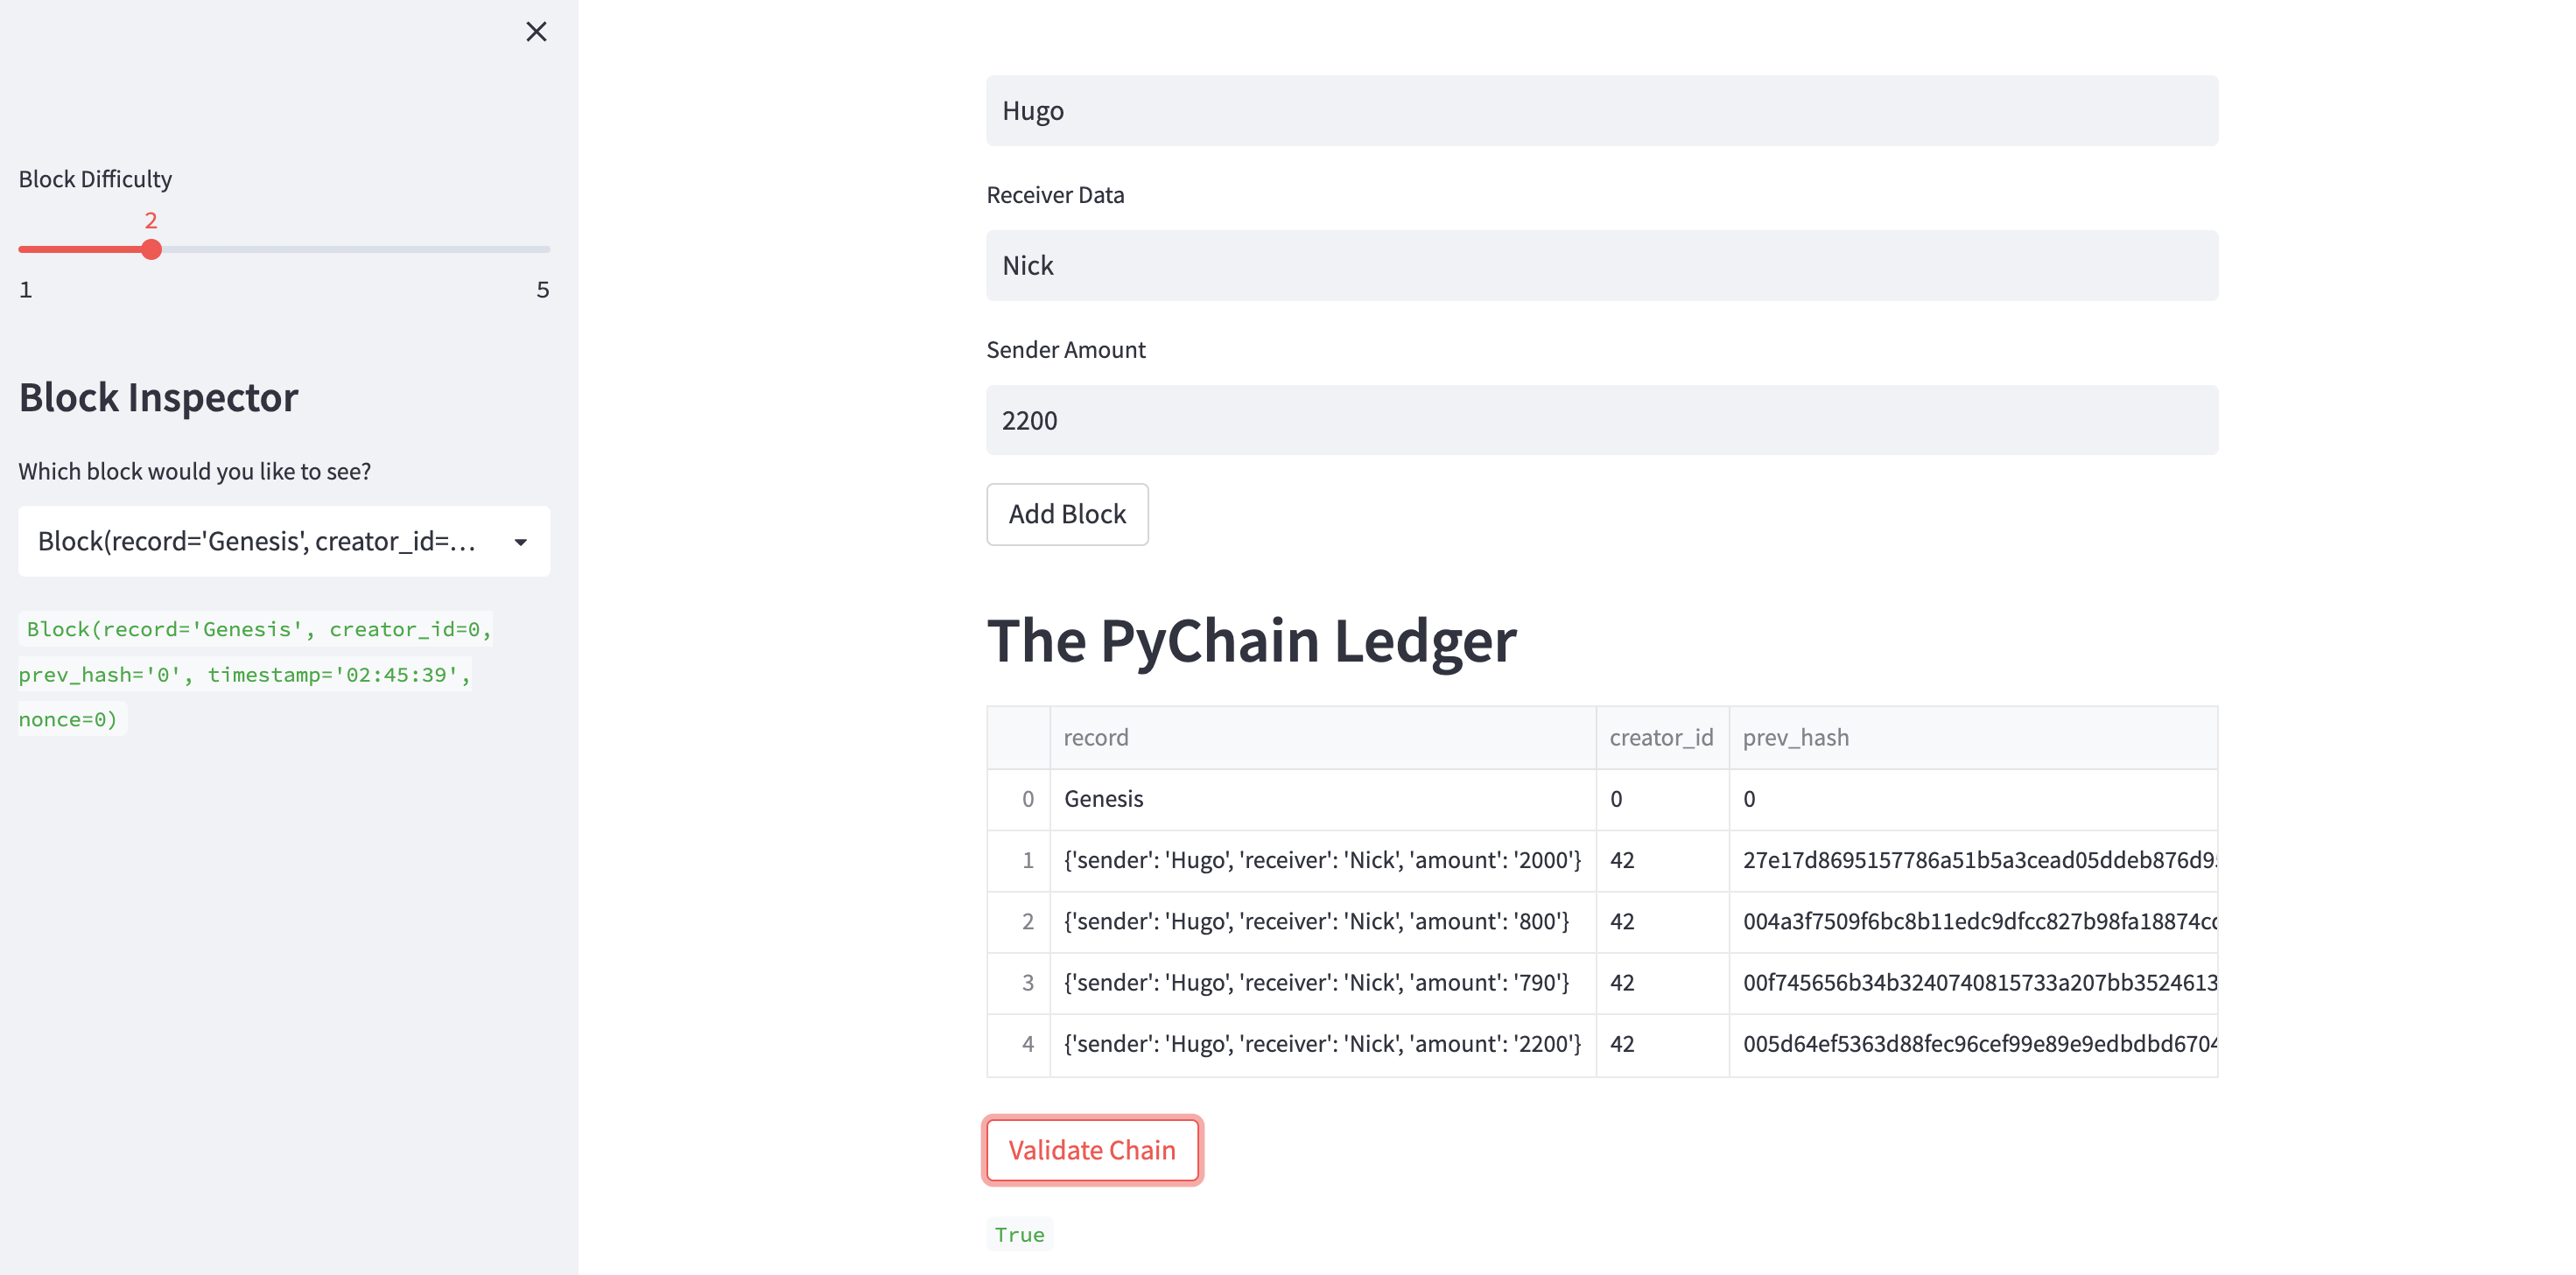 Block Difficulty
2
1 5
Block Inspector
Which block would you like to see?
Block(record='Genesis', creator_id=...
Block(record='Genesis', creator_id=0,
prev_hash='0', timestamp='02:45:39',
nonce=0)
Hugo
Receiver Data
Nick
Sender Amount
2200
Add Block
The PyChain Ledger
record creator_id prev_hash
0 Genesis 0 0
1 {'sender': 'Hugo', 'receiver': 'Nick', 'amount': '2000'} 42 27e17d8695157786a51b5a3cead05ddeb876d9
2 {'sender': 'Hugo', 'receiver': 'Nick', 'amount': '800'} 42 004a3f7509f6bc8b11edc9dfcc827b98fa18874c
3 {'sender': 'Hugo', 'receiver': 'Nick', 'amount': '790'} 42 00f745656b34b3240740815733a207bb3524613
4 {'sender': 'Hugo', 'receiver': 'Nick', 'amount': '2200'} 42 005d64ef5363d88fec96cef99e89e9edbdbd6704
Validate Chain
True